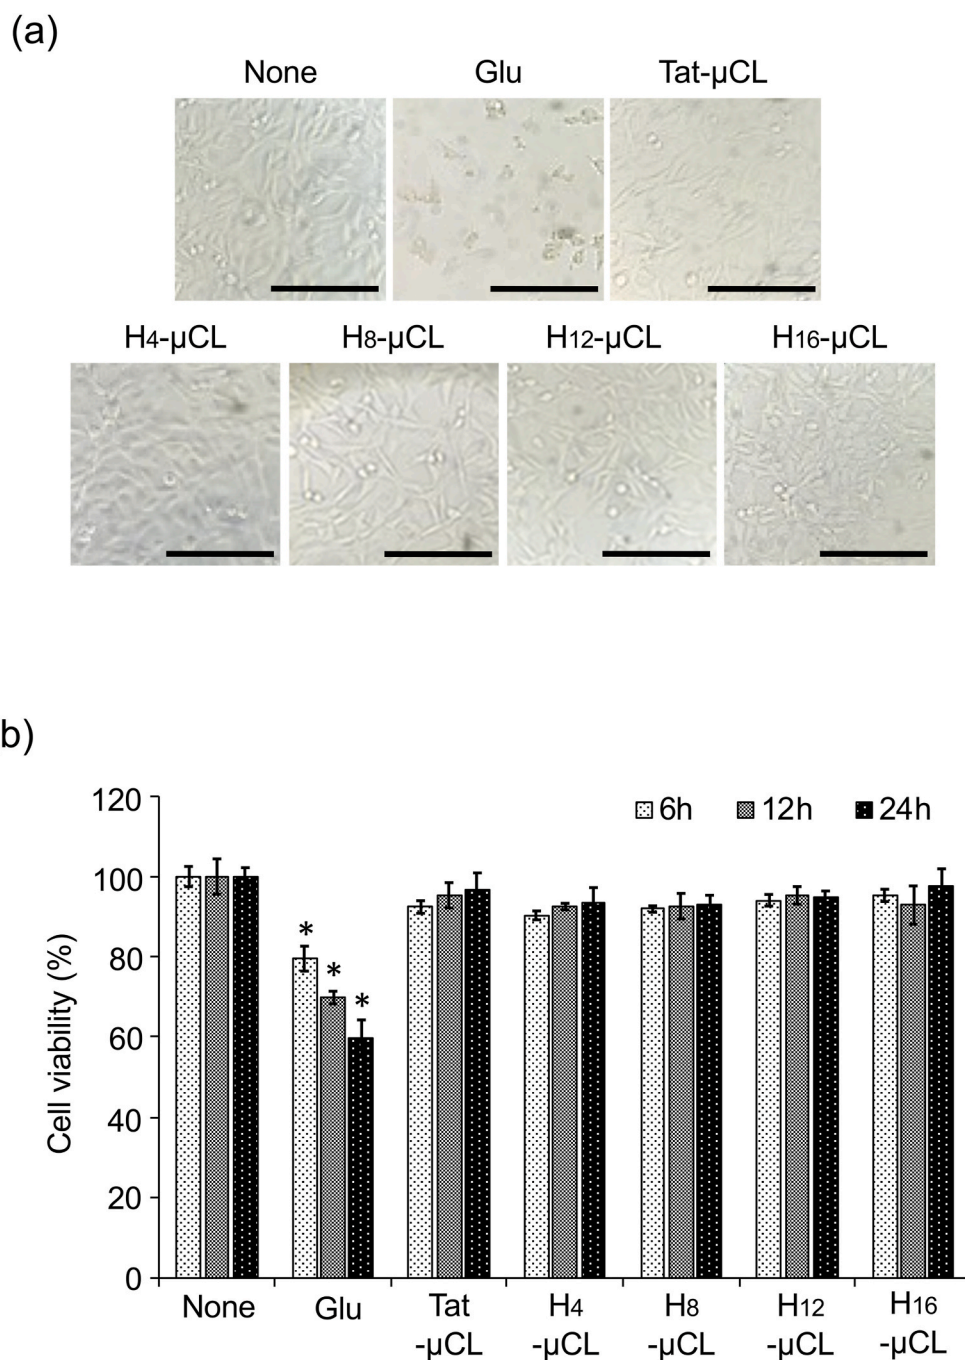 (a)
None Glu Tat-µCL
H4-µCL H8-µCL H12-µCL H16-µCL
b)
120
100
80
60
40
20
0
Cell viability (%)
6h 12h 24h
*
*
*
None Glu Tat H4 H8 H12 H16
-µCL -µCL -µCL -µCL -µCL